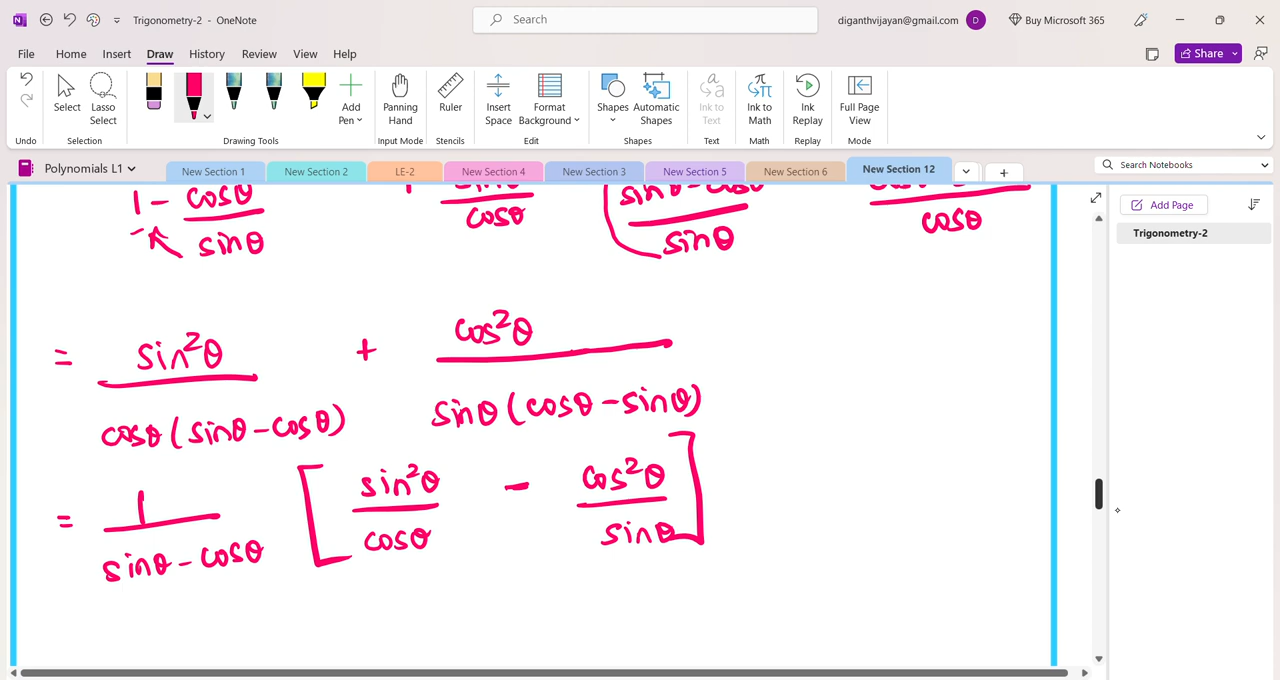 Trigonometry-2 - OneNote
Search
diganthvijayan@gmail.com
D
Buy Microsoft 365
File Home Insert Draw History Review View Help
Share
Select
Lasso Select
Add Pen
Panning Hand
Ruler
Insert Space
Format Background
Shapes
Automatic Shapes
Ink to Text
Ink to Math
Ink Replay
Full Page View
Undo
Selection
Drawing Tools
Input Mode
Stencils
Edit
Shapes
Text
Math
Replay
Mode
Polynomials L1
New Section 1
New Section 2
LE-2
New Section 4
New Section 3
New Section 5
New Section 6
New Section 12
Search Notebooks
Add Page
Trigonometry-2
1 - cosθ/sinθ
cosθ
sinθ
cosθ
= sin²θ/cosθ(sinθ-cosθ) + cos²θ/sinθ(cosθ-sinθ)
= 1/sinθ-cosθ [sin²θ/cosθ - cos²θ/sinθ]